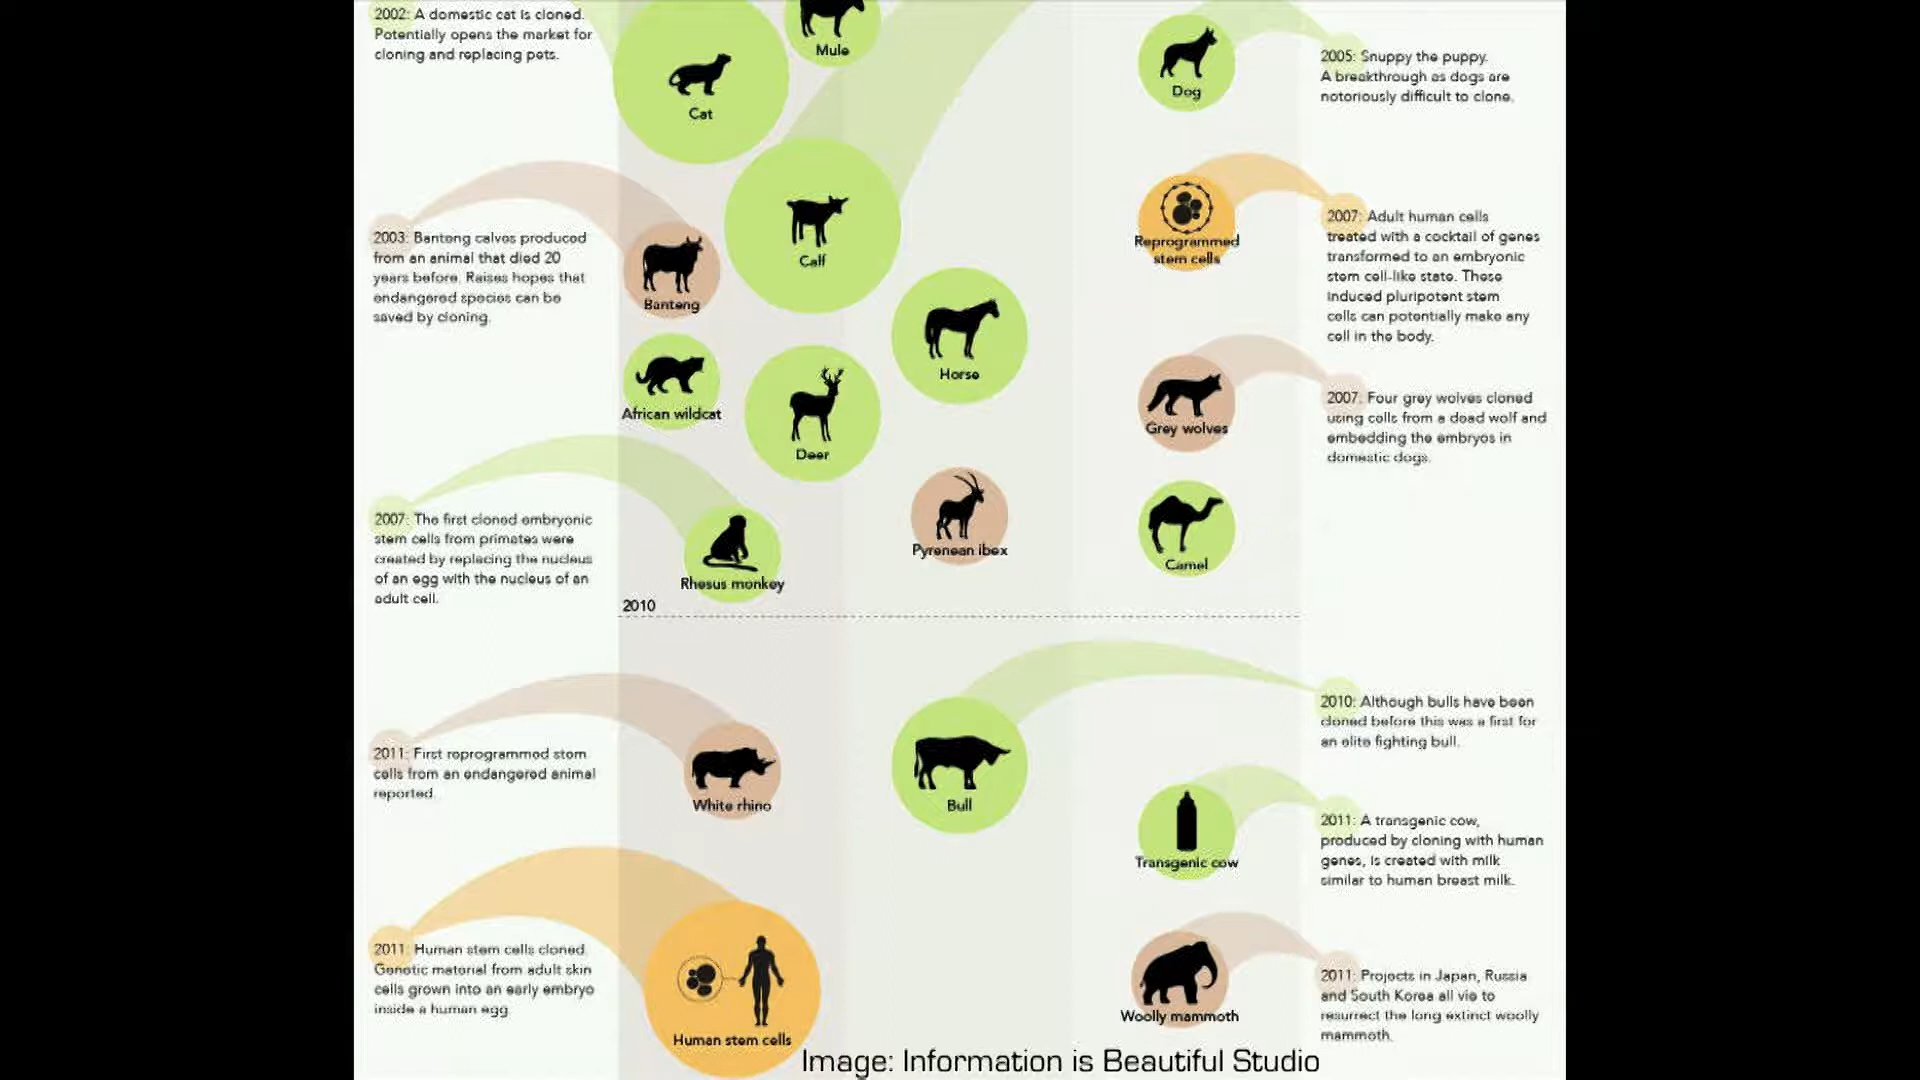 2002: A domestic cat is cloned.
Potentially opens the market for
cloning and replacing pets.
Mule
Cat
Dog
2005: Snuppy the puppy.
A breakthrough as dogs are
notoriously difficult to clone.
Calf
2003: Banteng calves produced
from an animal that died 20
years before. Raises hopes that
endangered species can be
saved by cloning.
Banteng
Reprogrammed
stem cells
2007: Adult human cells
treated with a cocktail of genes
transformed to an embryonic
stem cell-like state. These
induced pluripotent stem
cells can potentially make any
cell in the body.
Horse
African wildcat
Deer
Grey wolves
2007: Four grey wolves cloned
using cells from a dead wolf and
embedding the embryos in
domestic dogs.
2007: The first cloned embryonic
stem cells from primates were
created by replacing the nucleus
of an egg with the nucleus of an
adult cell.
Rhesus monkey
Pyrenean ibex
Camel
2010
2010: Although bulls have been
cloned before this was a first for
an elite fighting bull.
2011: First reprogrammed stem
cells from an endangered animal
reported.
White rhino
Bull
Transgenic cow
2011: A transgenic cow,
produced by cloning with human
genes, is created with milk
similar to human breast milk.
2011: Human stem cells cloned.
Genetic material from adult skin
cells grown into an early embryo
inside a human egg
Human stem cells
Woolly mammoth
2011: Projects in Japan, Russia
and South Korea all vie to
resurrect the long extinct woolly
mammoth.
Image: Information is Beautiful Studio